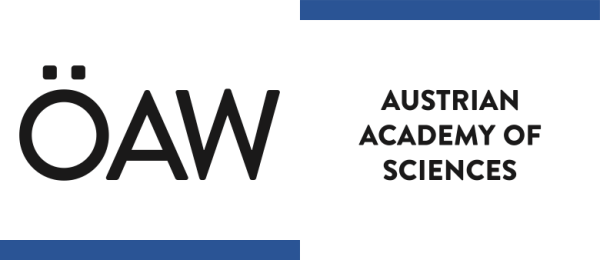 ÖAW
AUSTRIAN
ACADEMY OF
SCIENCES